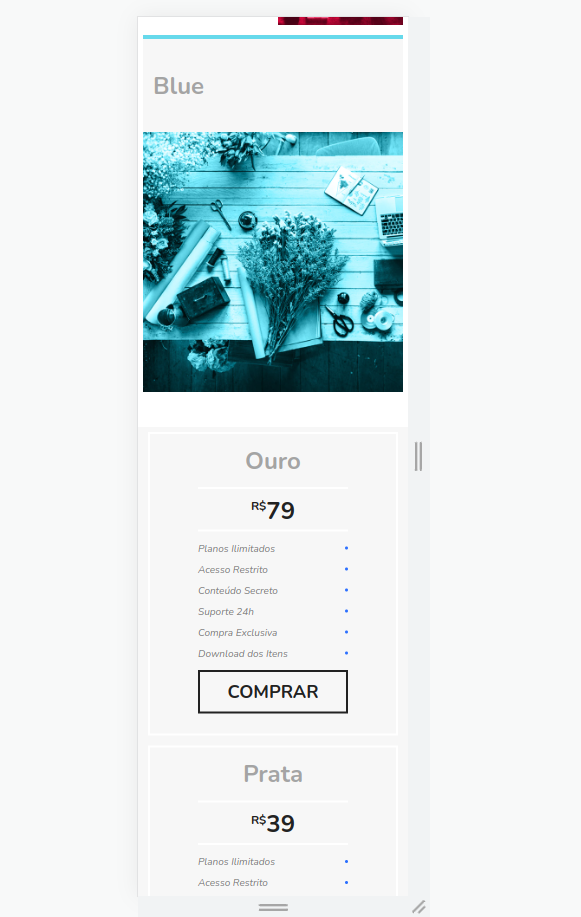 Blue
Ouro
R$79
Planos Ilimitados
Acesso Restrito
Conteúdo Secreto
Suporte 24h
Compra Exclusiva
Download dos Itens
COMPRAR
Prata
R$39
Planos Ilimitados
Acesso Restrito